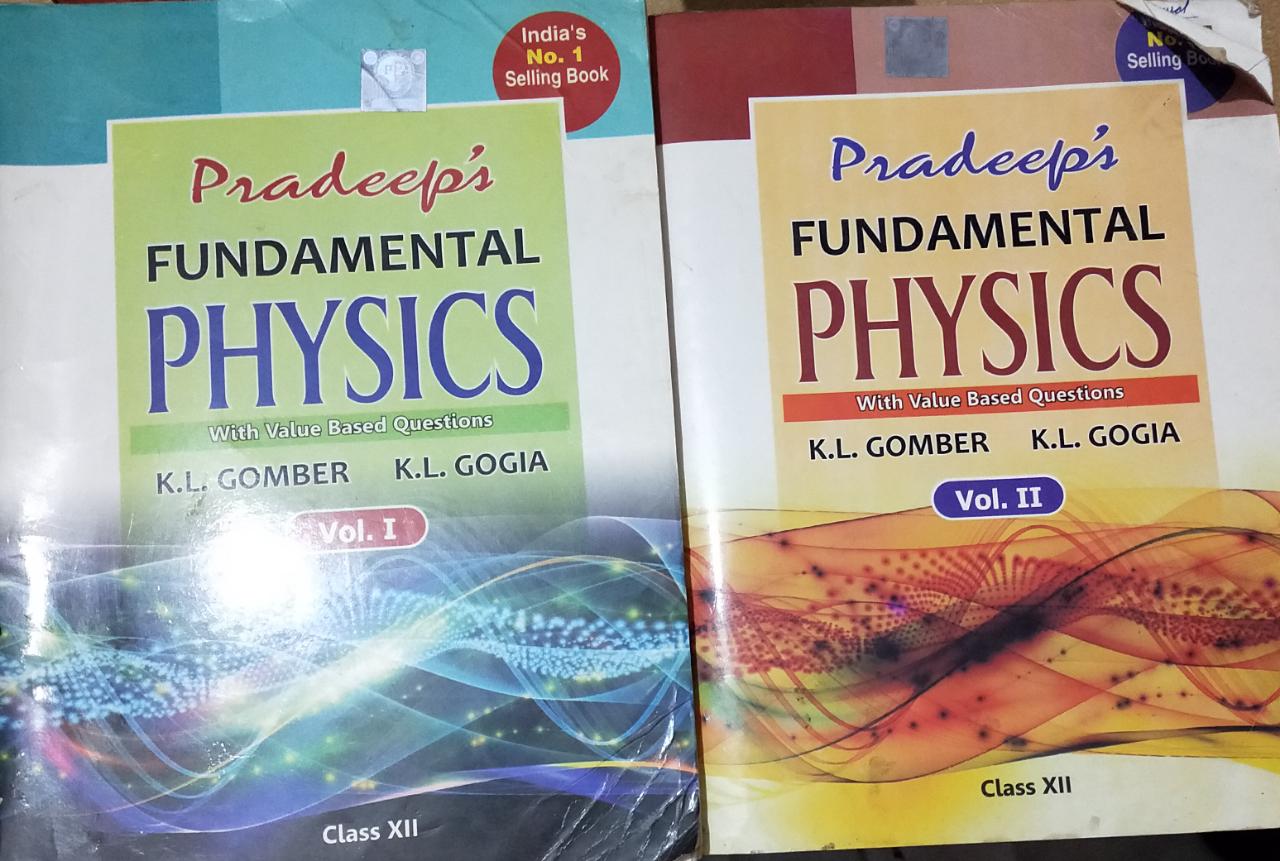 India's
No. 1
Selling Book
Pradeep's
FUNDAMENTAL
PHYSICS
With Value Based Questions
K.L. GOMBER K.L. GOGIA
Vol. I
Class XII
No.
Selling
Pradeep's
FUNDAMENTAL
PHYSICS
With Value Based Questions
K.L. GOMBER K.L. GOGIA
Vol. II
Class XII